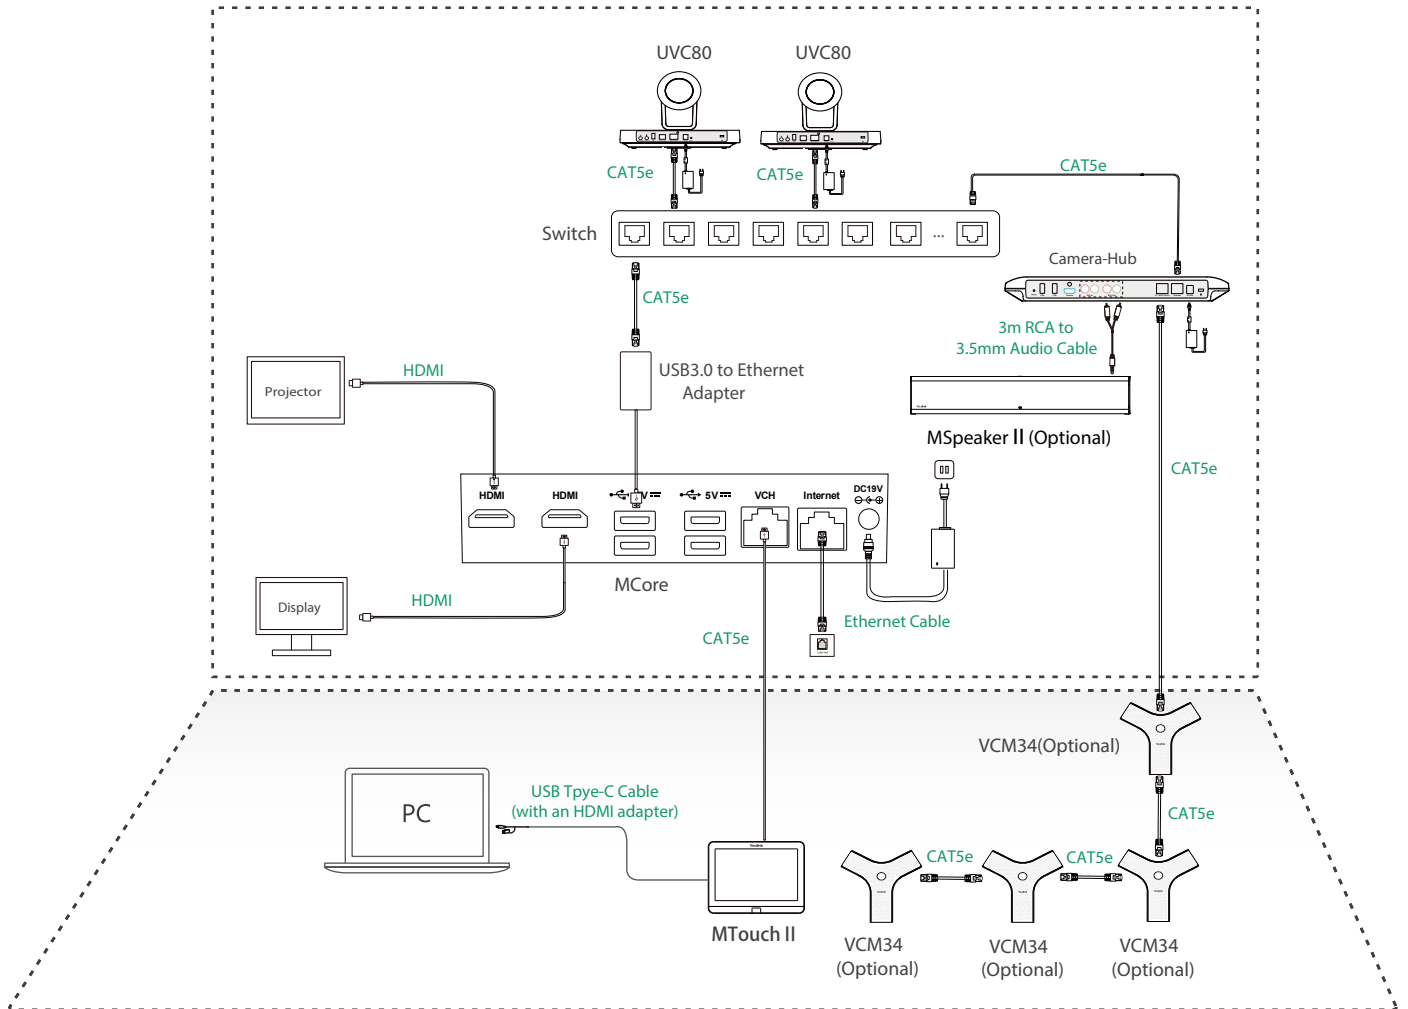 UVC80
UVC80
CAT5e
CAT5e
CAT5e
Switch
...
Camera-Hub
CAT5e
3m RCA to
3.5mm Audio Cable
USB3.0 to Ethernet
Adapter
HDMI
Projector
MSpeaker II (Optional)
CAT5e
HDMI
HDMI
V
5V
VCH
Internet
DC19V
MCore
Display
HDMI
Ethernet Cable
CAT5e
VCM34(Optional)
PC
USB Tpye-C Cable
(with an HDMI adapter)
CAT5e
CAT5e
CAT5e
MTouch II
VCM34
(Optional)
VCM34
(Optional)
VCM34
(Optional)